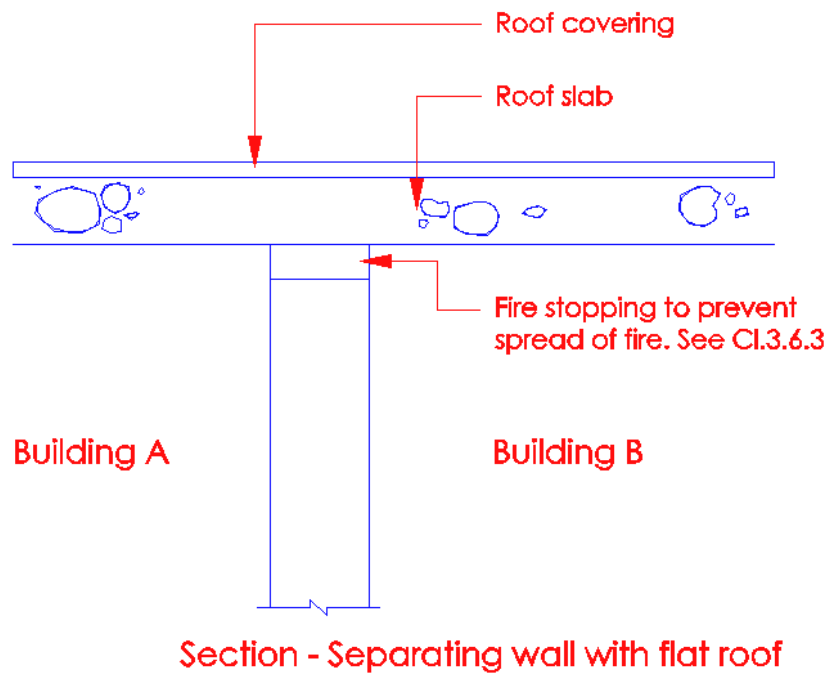 Roof covering
Roof slab
Fire stopping to prevent
spread of fire. See Cl.3.6.3
Building A
Building B
Section - Separating wall with flat roof